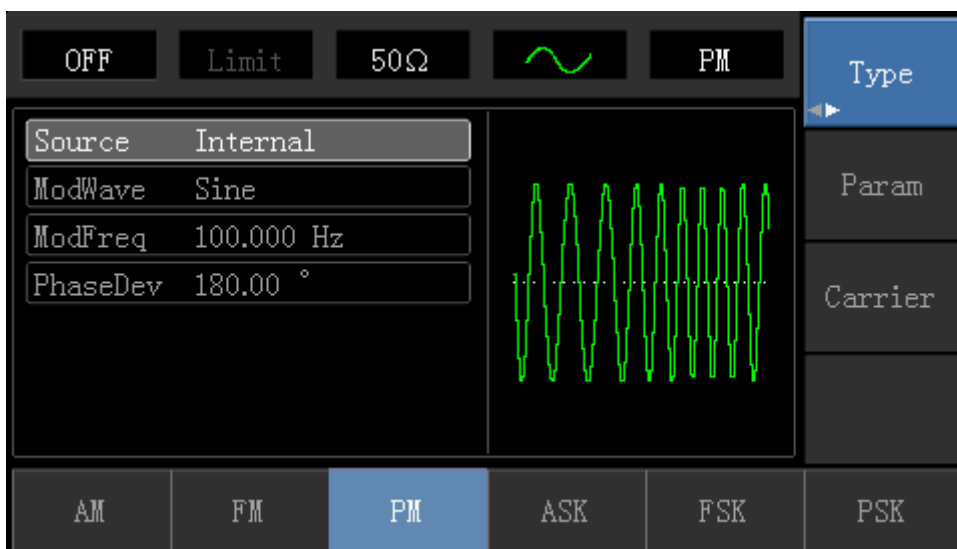 OFF Limit 50Ω PM
Type
Source Internal
ModWave Sine
ModFreq 100.000 Hz
PhaseDev 180.00 °
Param
Carrier
AM FM PM ASK FSK PSK